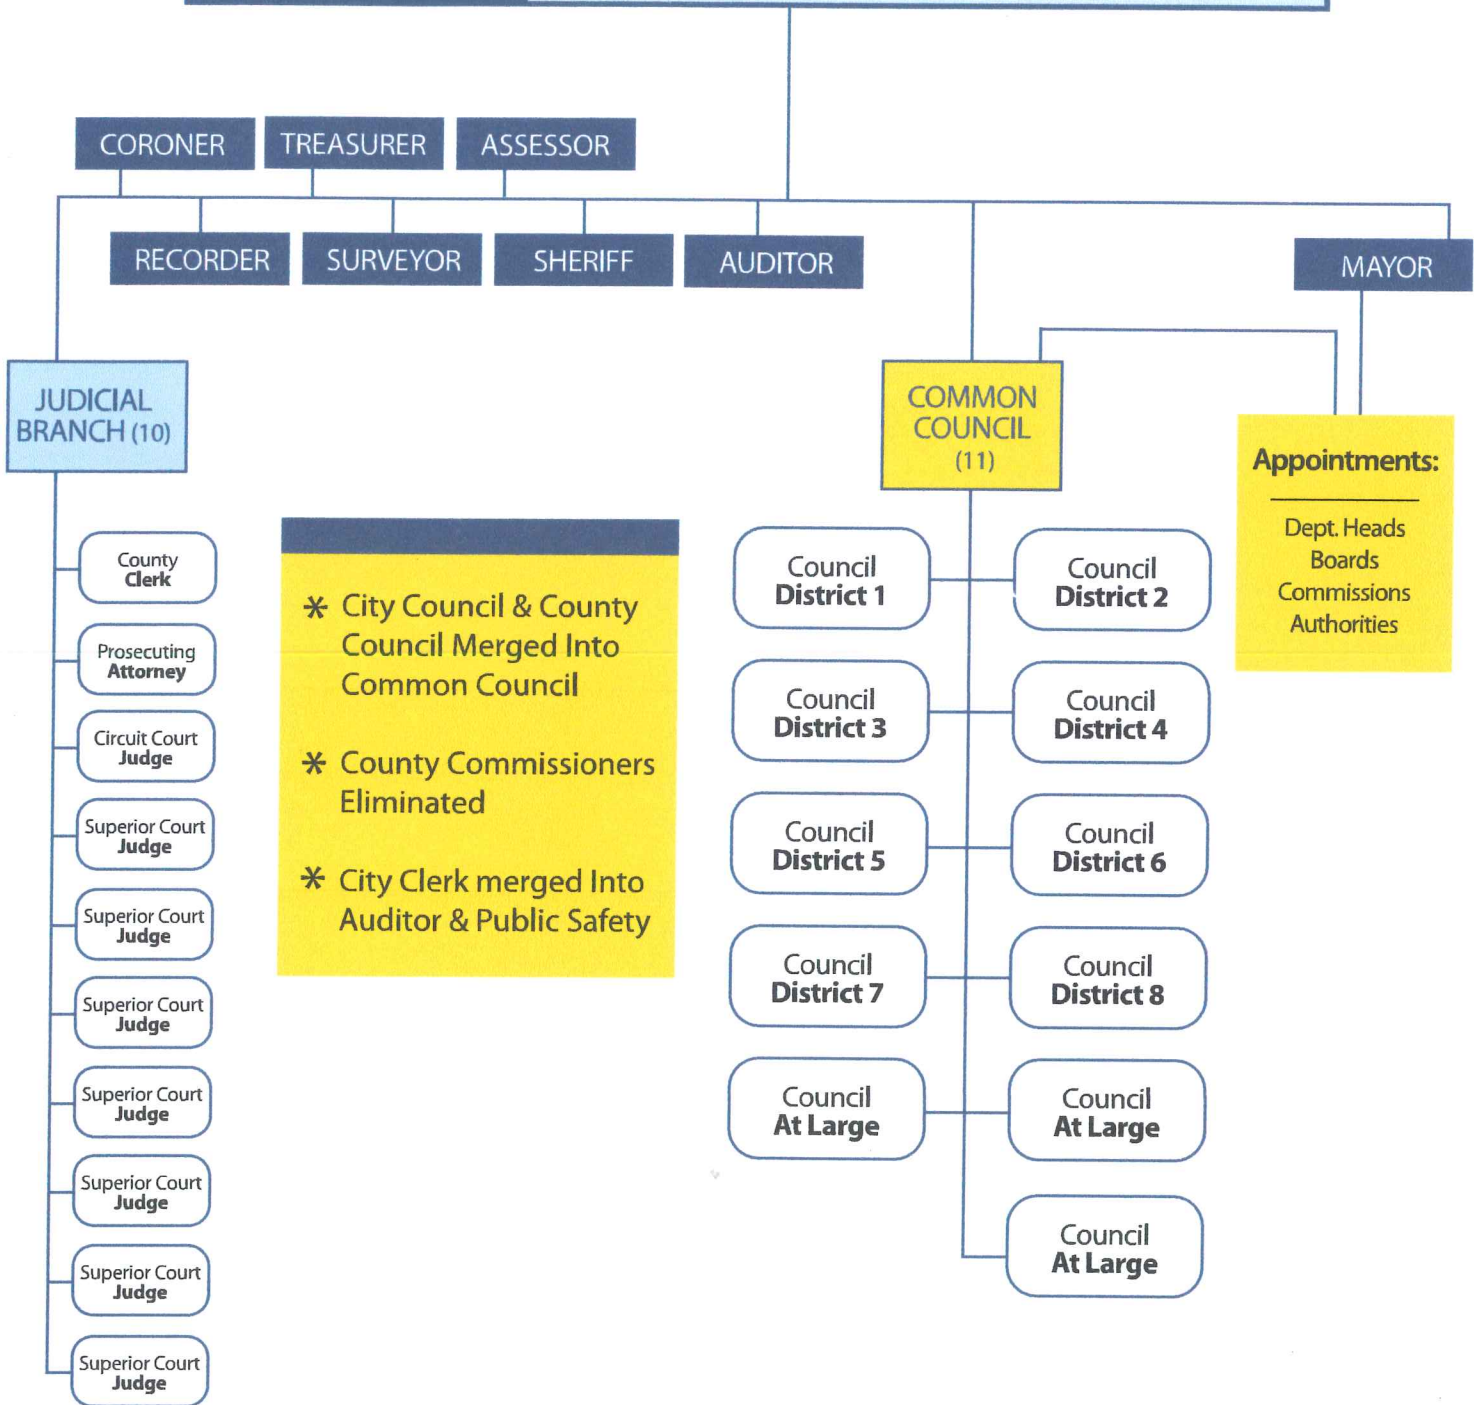 CORONER
TREASURER
ASSESSOR
RECORDER
SURVEYOR
SHERIFF
AUDITOR
MAYOR
JUDICIAL
BRANCH (10)
County
Clerk
Prosecuting
Attorney
Circuit Court
Judge
Superior Court
Judge
Superior Court
Judge
Superior Court
Judge
Superior Court
Judge
Superior Court
Judge
Superior Court
Judge
Superior Court
Judge
* City Council & County
Council Merged Into
Common Council
* County Commissioners
Eliminated
* City Clerk merged Into
Auditor & Public Safety
COMMON
COUNCIL
(11)
Council
District 1
Council
District 2
Council
District 3
Council
District 4
Council
District 5
Council
District 6
Council
District 7
Council
District 8
Council
At Large
Council
At Large
Council
At Large
Appointments:
Dept. Heads
Boards
Commissions
Authorities